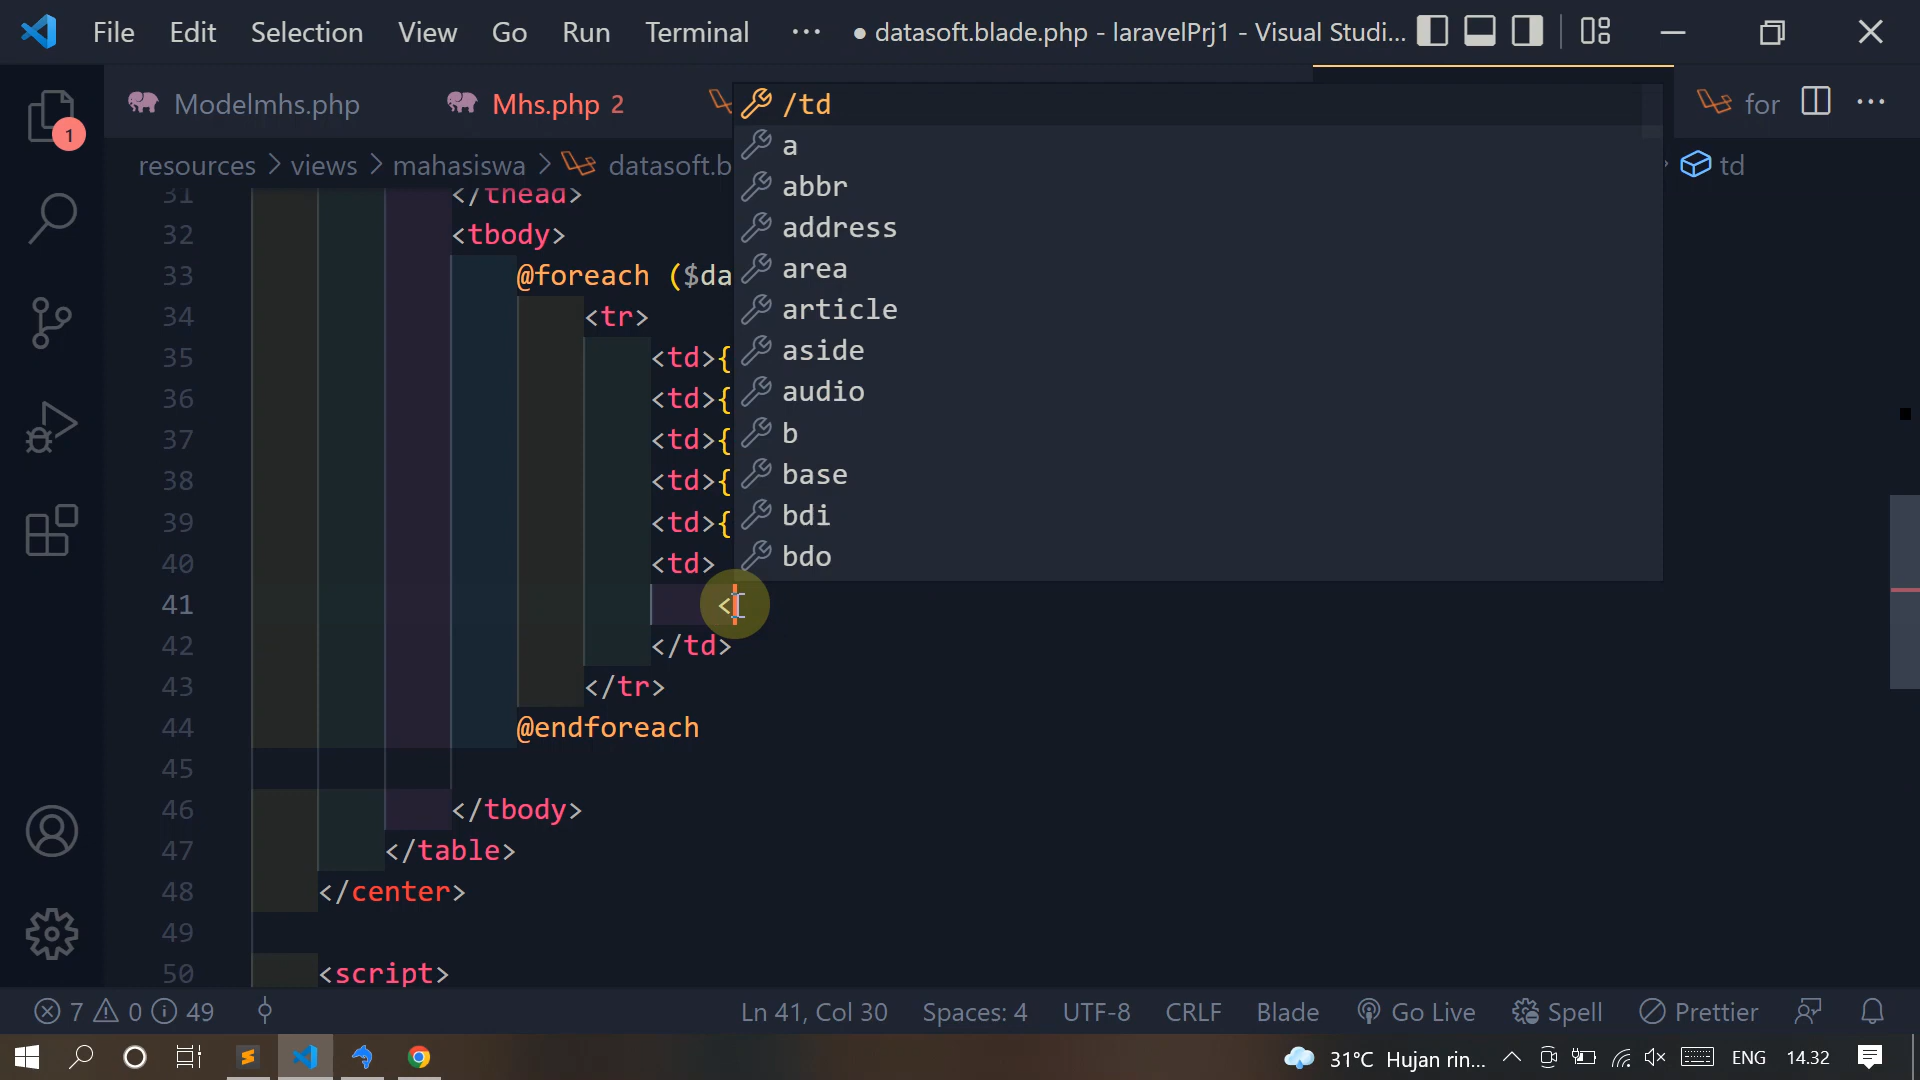 File Edit Selection View Go Run Terminal ··· ● datasoft.blade.php - laravelPrj1 - Visual Studi...
Modelmhs.php Mhs.php 2 for ···
resources > views > mahasiswa > datasoft.b td
1
31 </thead>
32 <tbody>
33 @foreach ($da
34 <tr>
35 <td>{
36 <td>{
37 <td>{
38 <td>{
39 <td>{
40 <td>
41 <
42 </td>
43 </tr>
44 @endforeach
45
46 </tbody>
47 </table>
48 </center>
49
50 <script>
/td
a
abbr
address
area
article
aside
audio
b
base
bdi
bdo
7 0 49 Ln 41, Col 30 Spaces: 4 UTF-8 CRLF Blade Go Live Spell Prettier
31°C Hujan rin... ENG 14.32